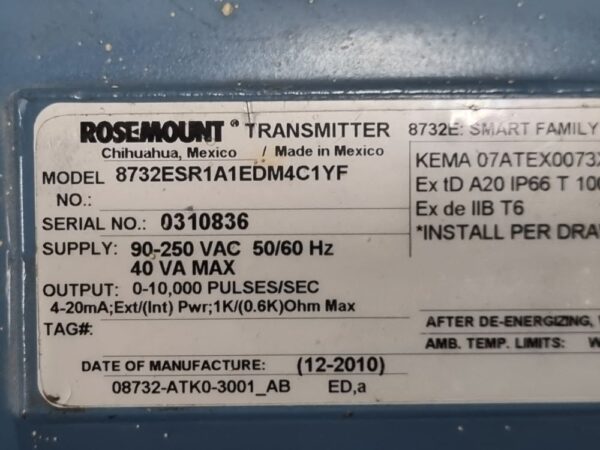 ROSEMOUNT® TRANSMITTER 8732E: SMART FAMILY
Chihuahua, Mexico / Made in Mexico
MODEL 8732ESR1A1EDM4C1YF
NO.:
SERIAL NO.: 0310836
SUPPLY: 90-250 VAC 50/60 Hz
40 VA MAX
OUTPUT: 0-10,000 PULSES/SEC
4-20mA;Ext/(Int) Pwr;1K/(0.6K)Ohm Max
TAG#:
DATE OF MANUFACTURE: (12-2010)
08732-ATK0-3001_AB ED,a
KEMA 07ATEX0073X
Ex tD A20 IP66 T 100
Ex de IIB T6
*INSTALL PER DRA
AFTER DE-ENERGIZING,
AMB. TEMP. LIMITS: